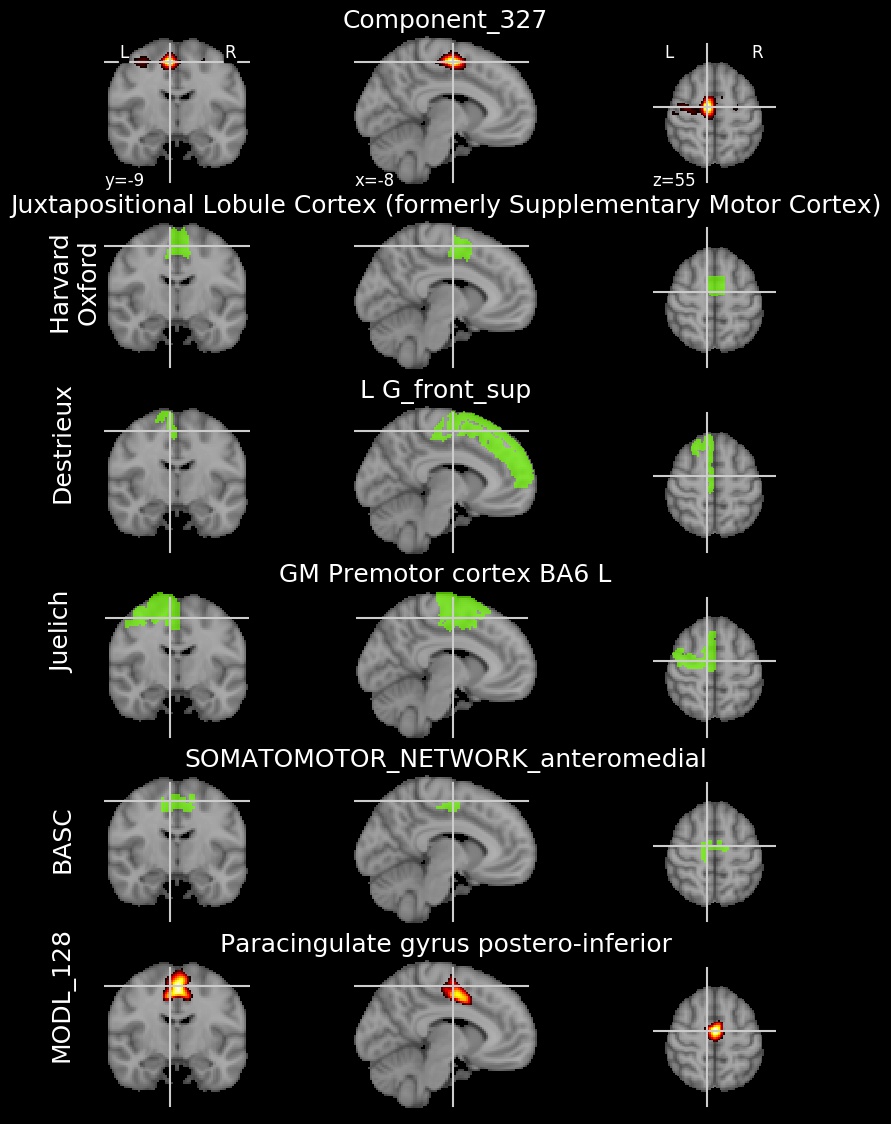 Component_327
L R L R
y=-9 x=-8 z=55
Juxtapositional Lobule Cortex (formerly Supplementary Motor Cortex)
Harvard
Oxford
L G_front_sup
Destrieux
GM Premotor cortex BA6 L
Juelich
SOMATOMOTOR_NETWORK_anteromedial
BASC
Paracingulate gyrus postero-inferior
MODL_128